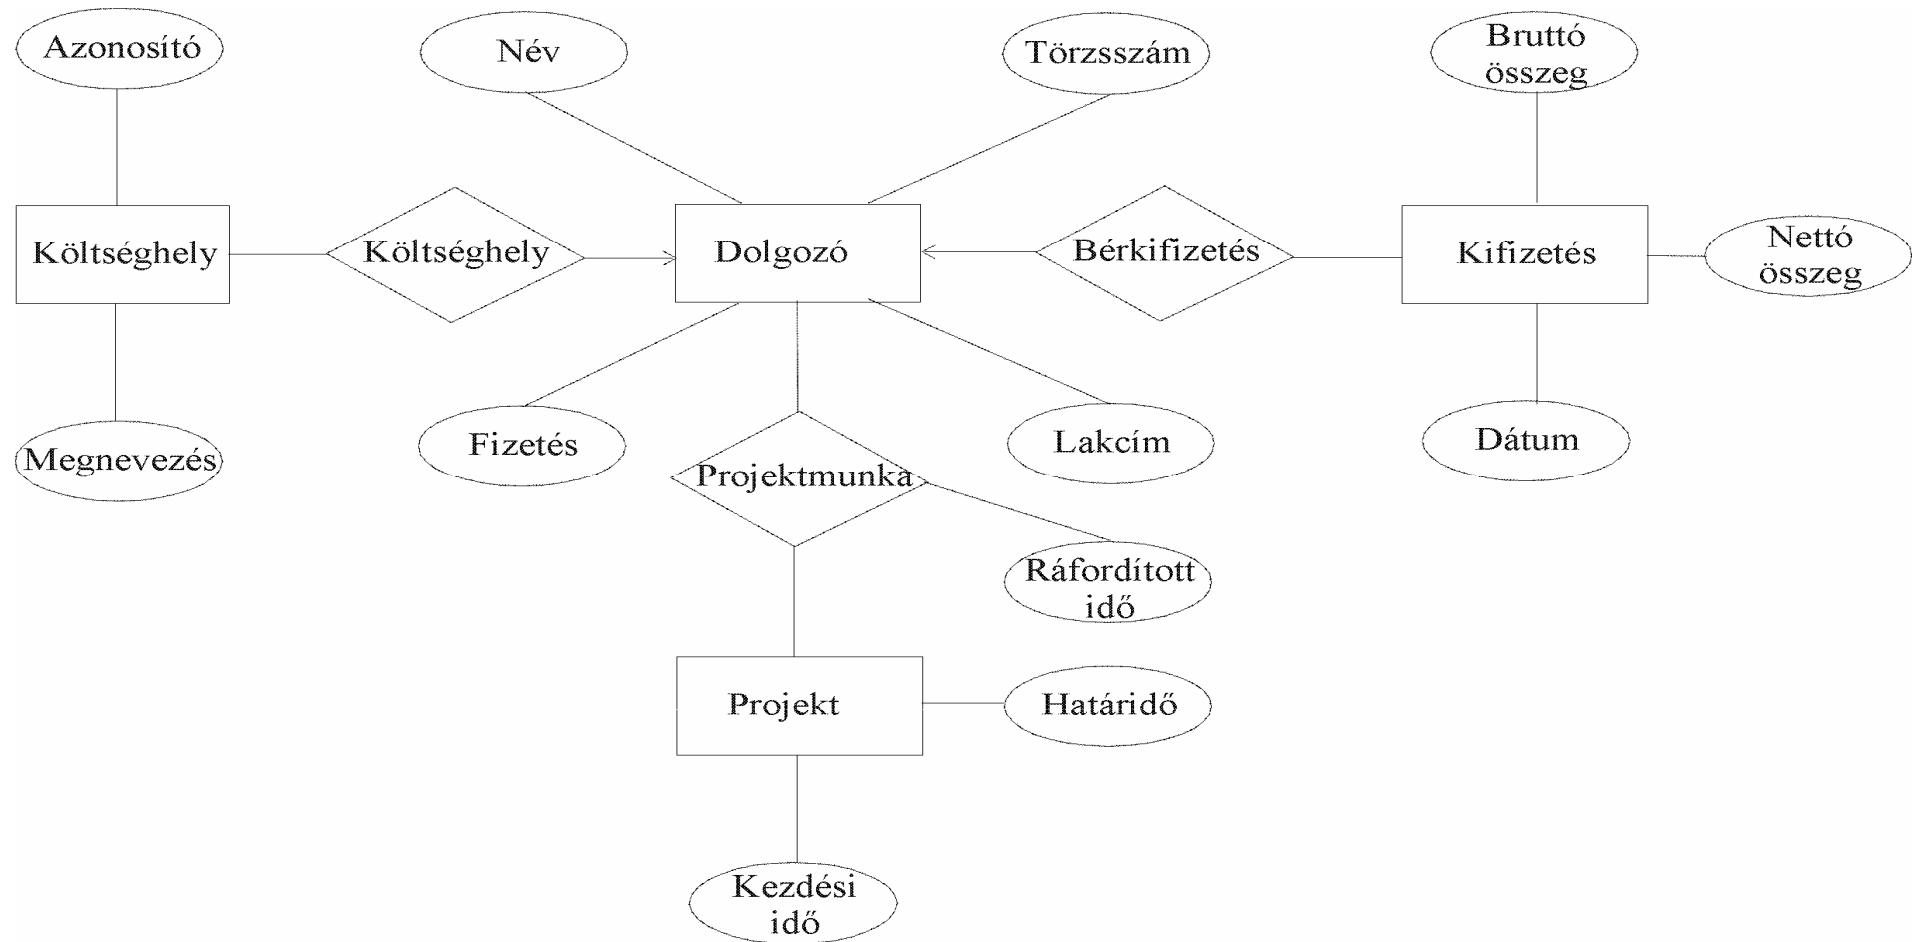 Azonosító
Név
Törzsszám
Bruttó
összeg
Költséghely
Költséghely
Dolgozó
Bérkifizetés
Kifizetés
Nettó
összeg
Megnevezés
Fizetés
Projektmunka
Lakcím
Dátum
Ráfordított
idő
Projekt
Határidő
Kezdési
idő